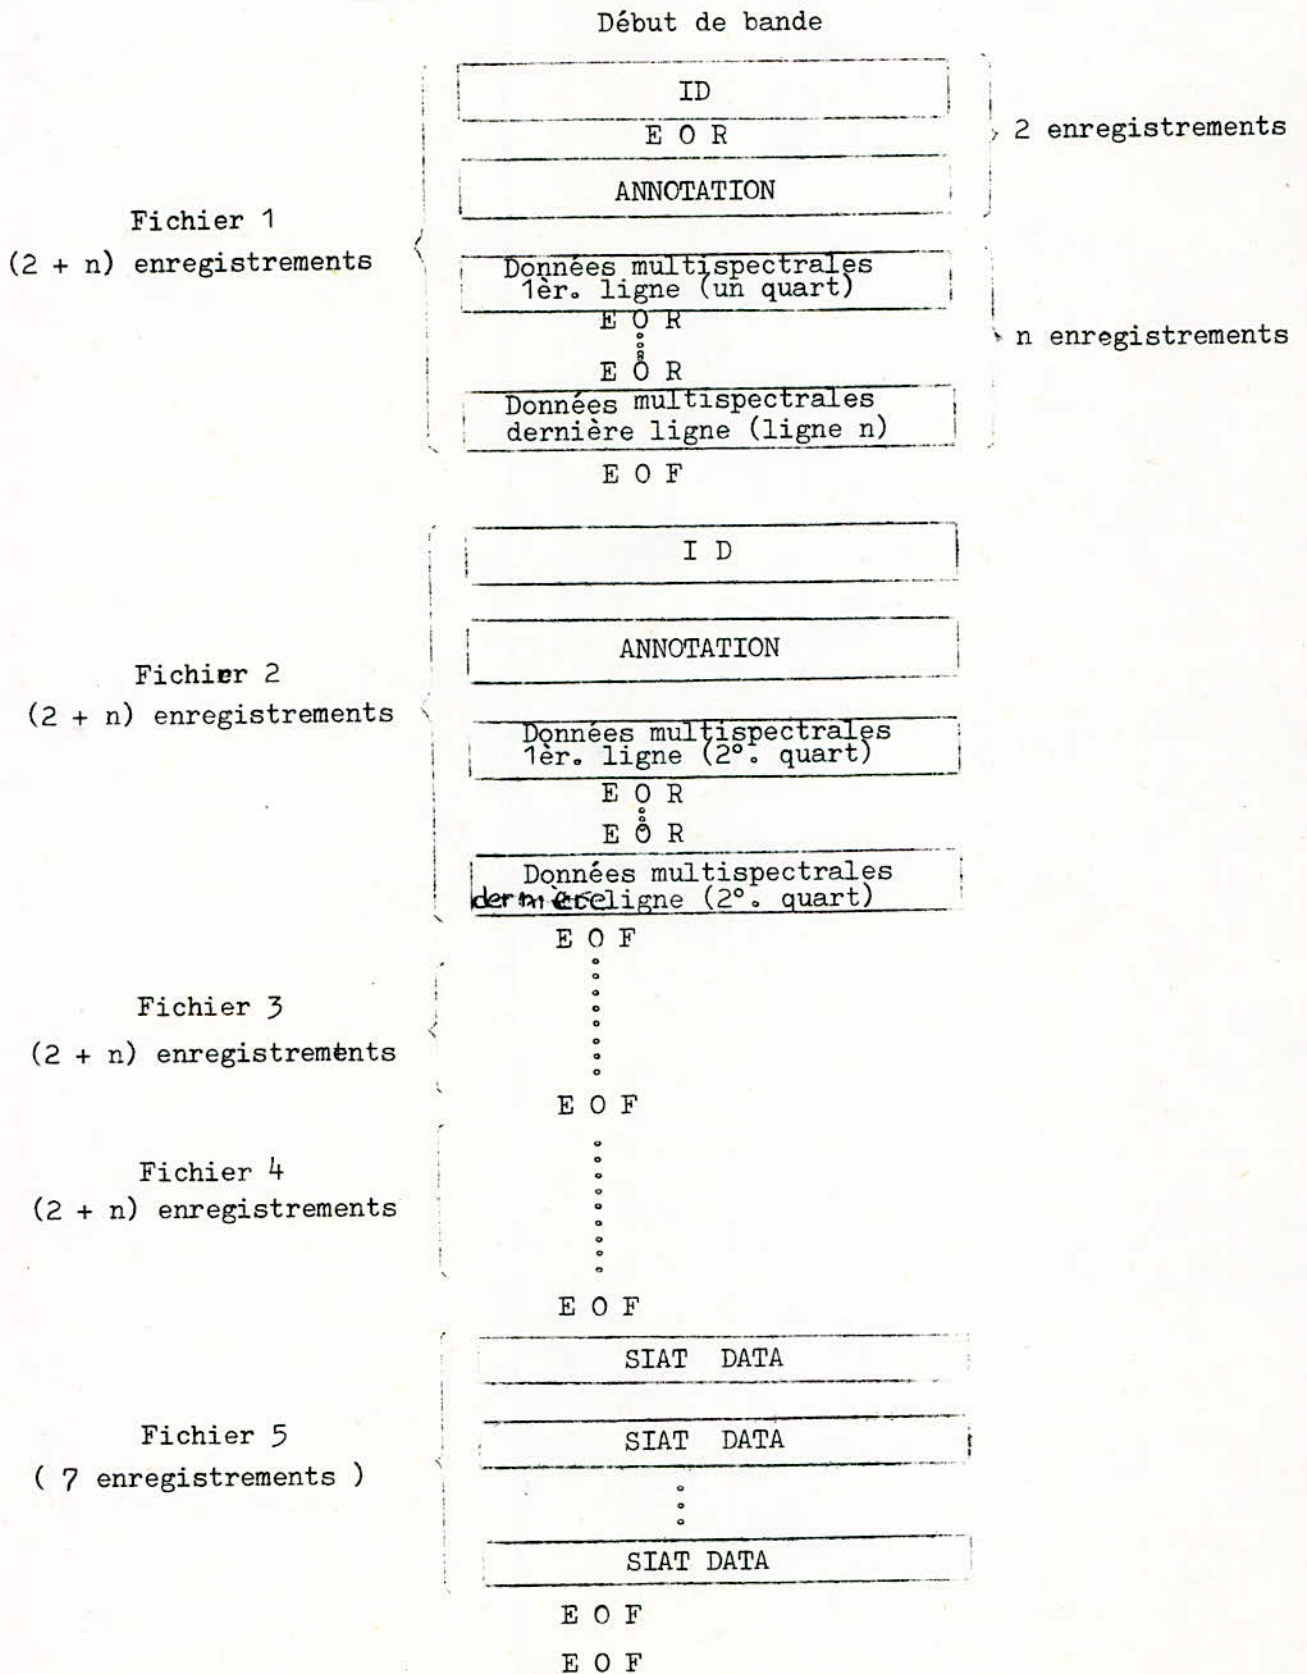 Début de bande
ID
E O R
2 enregistrements
ANNOTATION
Fichier 1
(2 + n) enregistrements
Données multispectrales
1èr. ligne (un quart)
E O R
n enregistrements
E O R
Données multispectrales
dernière ligne (ligne n)
E O F
I D
ANNOTATION
Fichier 2
(2 + n) enregistrements
Données multispectrales
1èr. ligne (2°. quart)
E O R
E O R
Données multispectrales
dernière ligne (2°. quart)
E O F
Fichier 3
(2 + n) enregistrements
E O F
Fichier 4
(2 + n) enregistrements
E O F
SIAT DATA
Fichier 5
( 7 enregistrements )
SIAT DATA
SIAT DATA
E O F
E O F